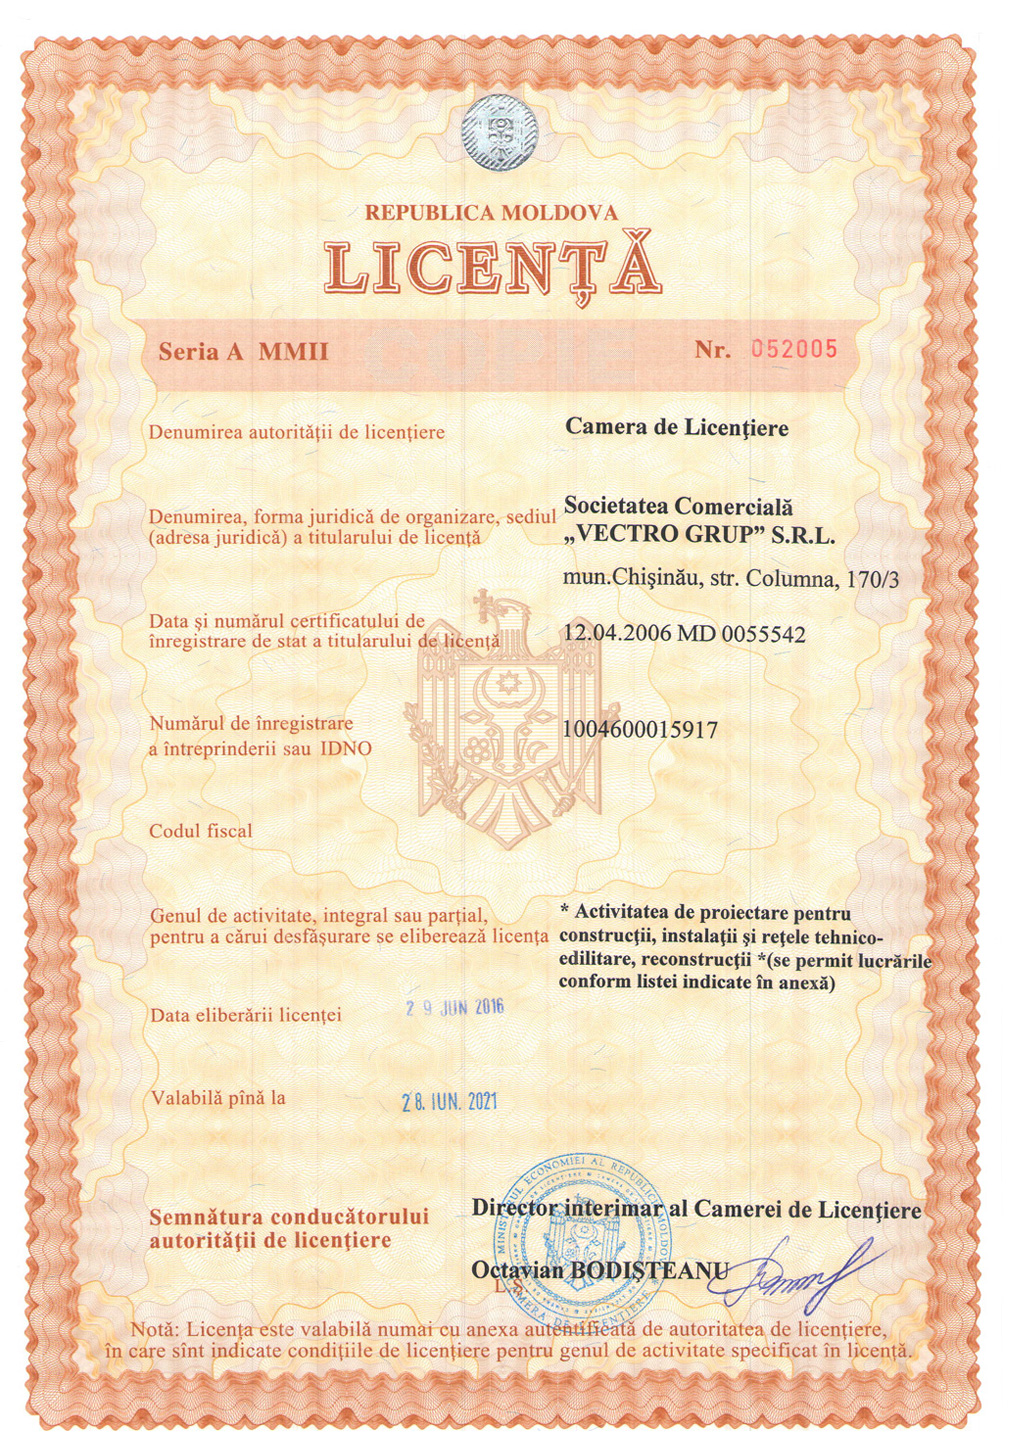 REPUBLICA MOLDOVA
LICENȚĂ
COPIE
Seria A MMII Nr. 052005
Denumirea autorităţii de licenţiere Camera de Licenţiere
Denumirea, forma juridică de organizare, sediul
(adresa juridică) a titularului de licenţă
Societatea Comercială
„VECTRO GRUP” S.R.L.
mun.Chişinău, str. Columna, 170/3
Data şi numărul certificatului de
înregistrare de stat a titularului de licenţă
12.04.2006 MD 0055542
Numărul de înregistrare
a întreprinderii sau IDNO
1004600015917
Codul fiscal
Genul de activitate, integral sau parţial,
pentru a cărui desfăşurare se eliberează licenţa
* Activitatea de proiectare pentru
construcţii, instalaţii şi reţele tehnico-
edilitare, reconstrucţii *(se permit lucrările
conform listei indicate în anexă)
Data eliberării licenţei 29 JUN 2016
Valabilă pînă la 28. IUN. 2021
Semnătura conducătorului
autorităţii de licenţiere
Director interimar al Camerei de Licenţiere
Octavian BODIŞTEANU
MINISTERUL ECONOMIEI AL REPUBLICII MOLDOVA
CAMERA DE LICENŢIERE
Notă: Licenţa este valabilă numai cu anexa autentificată de autoritatea de licenţiere,
în care sînt indicate condiţiile de licenţiere pentru genul de activitate specificat în licenţă.